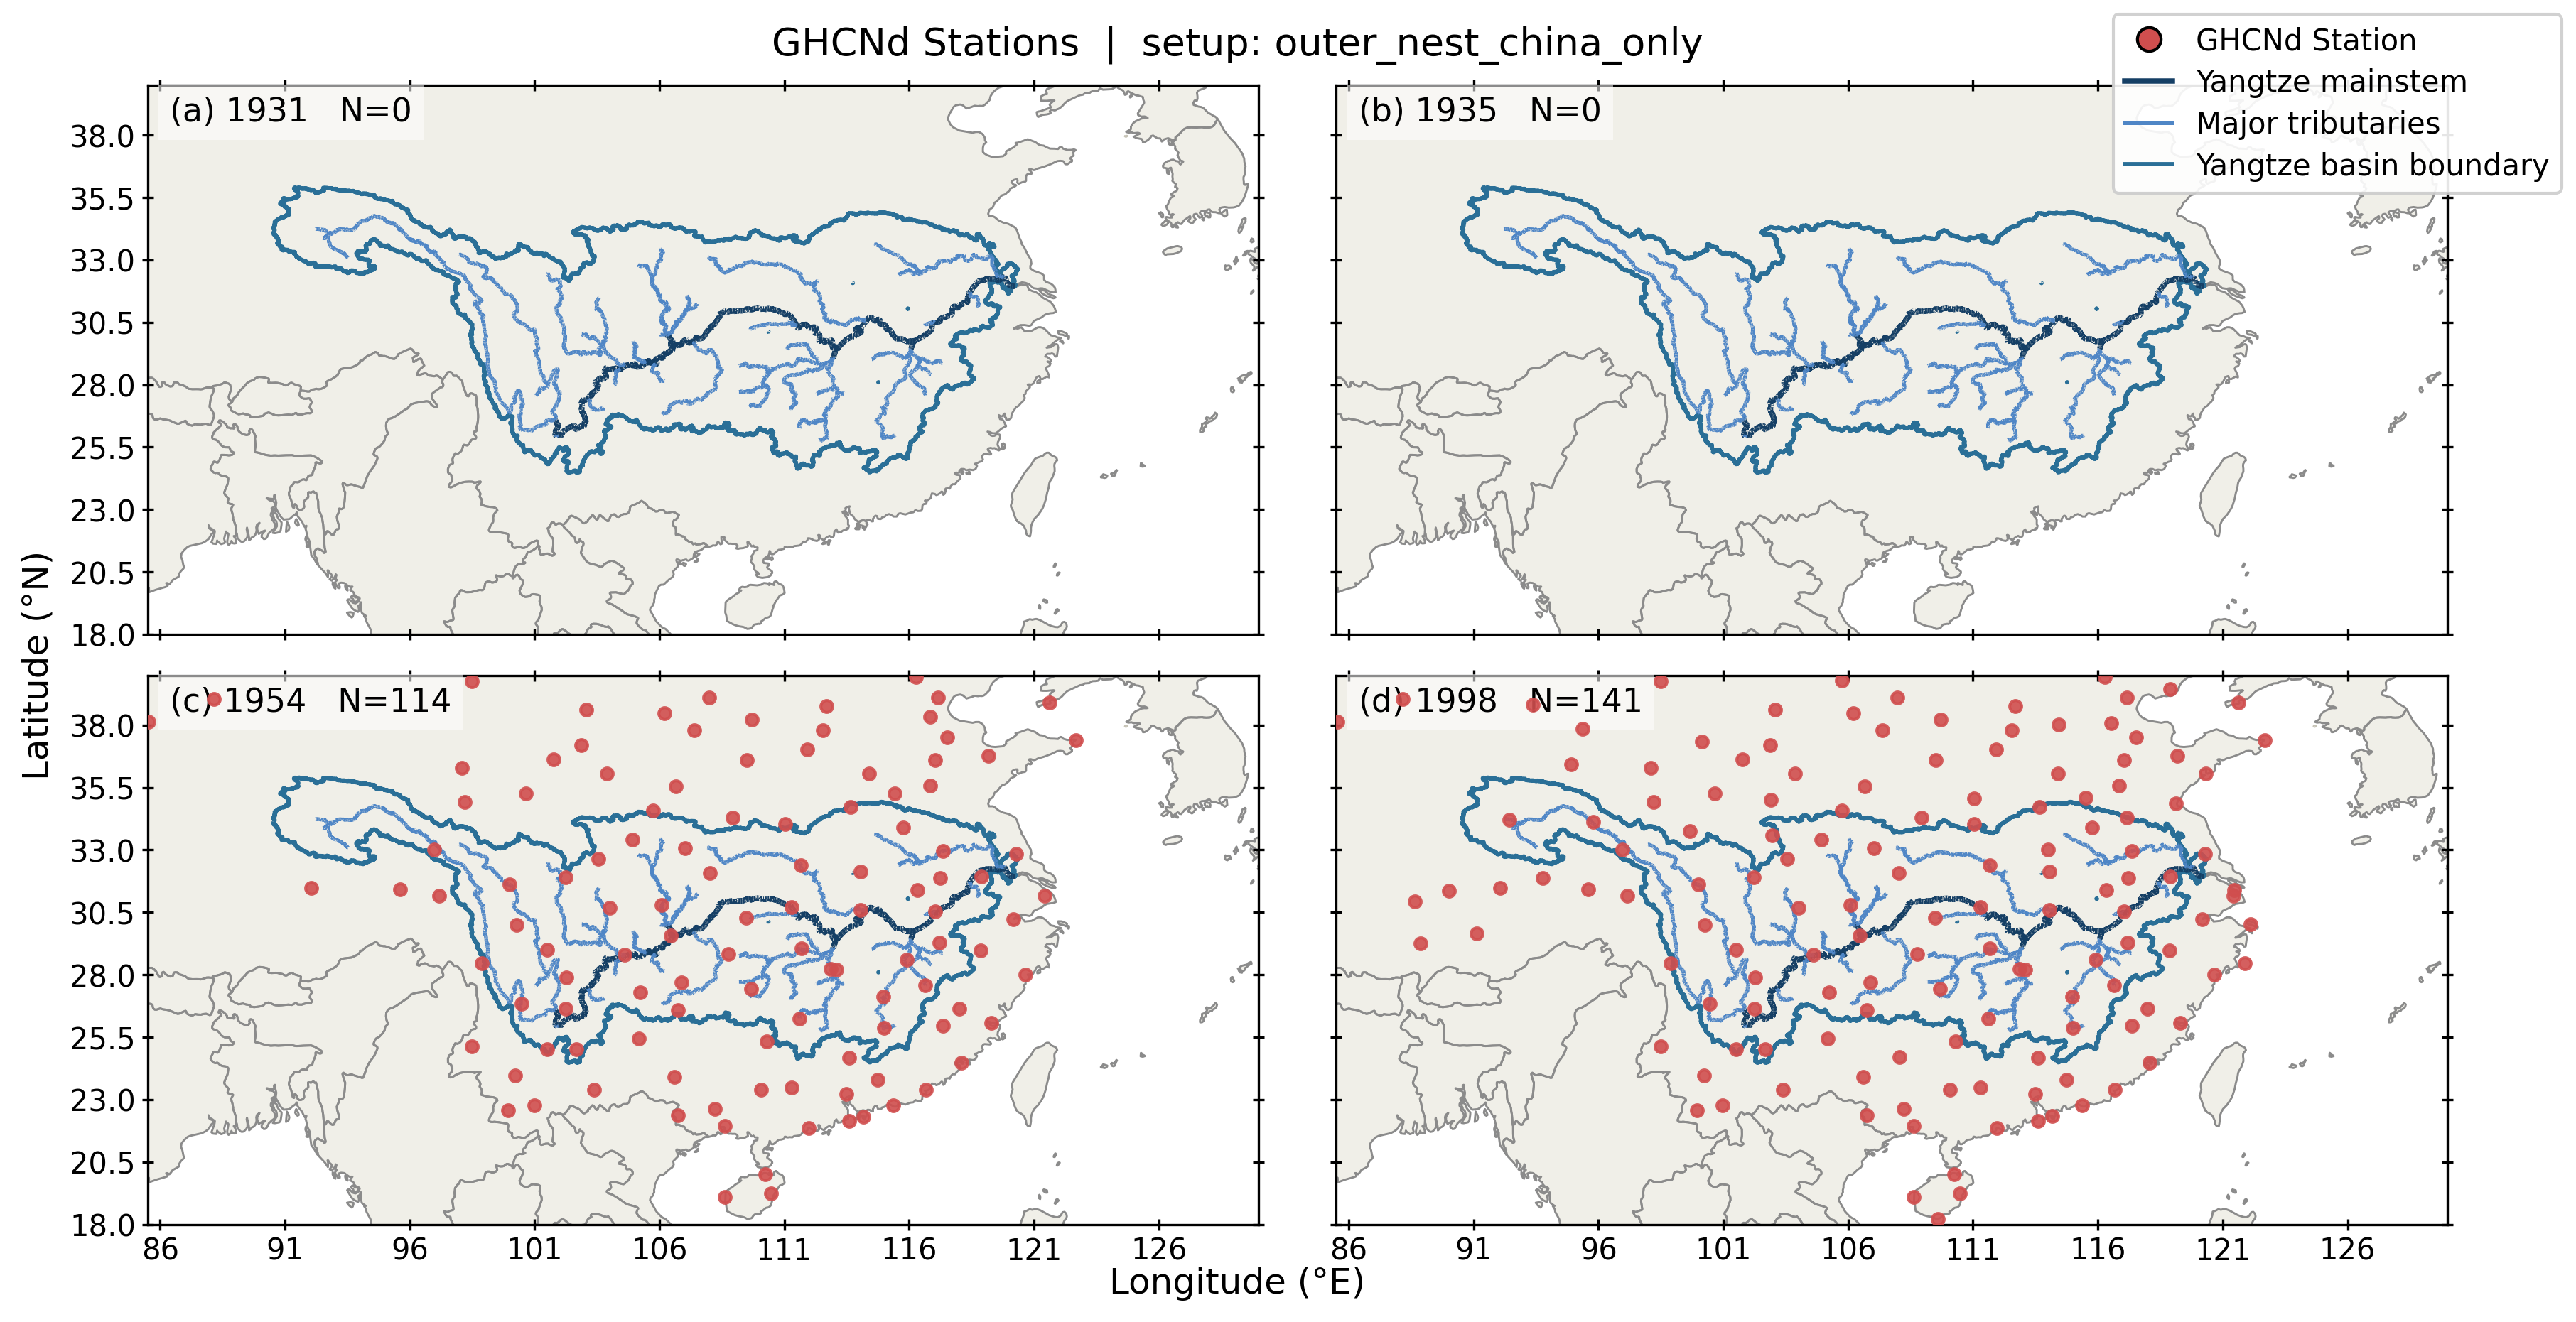 GHCNd Stations | setup: outer_nest_china_only
GHCNd Station
Yangtze mainstem
Major tributaries
Yangtze basin boundary
(a) 1931 N=0
(b) 1935 N=0
38.0
35.5
33.0
30.5
28.0
25.5
23.0
20.5
18.0
(c) 1954 N=114
(d) 1998 N=141
38.0
35.5
33.0
30.5
28.0
25.5
23.0
20.5
18.0
Latitude (°N)
86 91 96 101 106 111 116 121 126
86 91 96 101 106 111 116 121 126
Longitude (°E)